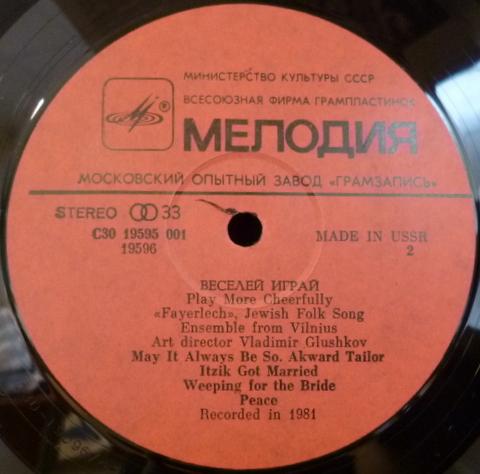 МИНИСТЕРСТВО КУЛЬТУРЫ СССР
ВСЕСОЮЗНАЯ ФИРМА ГРАМПЛАСТИНОК
МЕЛОДИЯ
МОСКОВСКИЙ ОПЫТНЫЙ ЗАВОД «ГРАМЗАПИСЬ»
STEREO 33
С30 19595 001
19596
MADE IN USSR
2
ВЕСЕЛЕЙ ИГРАЙ
Play More Cheerfully
«Fayerlech», Jewish Folk Song
Ensemble from Vilnius
Art director Vladimir Glushkov
May It Always Be So. Akward Tailor
Itzik Got Married
Weeping for the Bride
Peace
Recorded in 1981